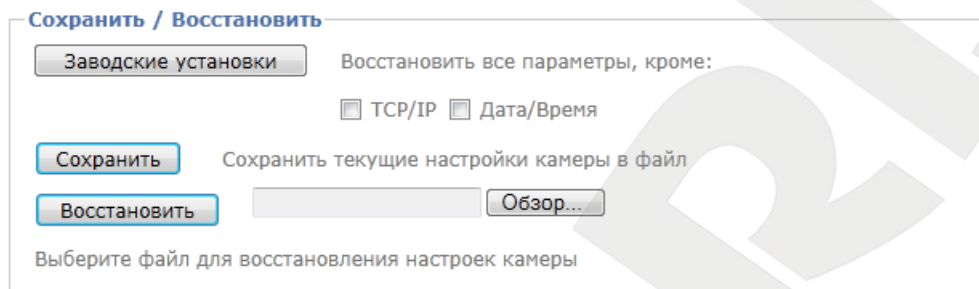 Сохранить / Восстановить
Заводские установки Восстановить все параметры, кроме:
TCP/IP Дата/Время
Сохранить Сохранить текущие настройки камеры в файл
Восстановить Обзор...
Выберите файл для восстановления настроек камеры